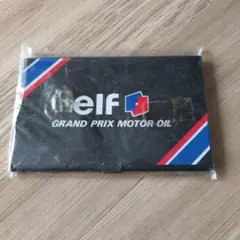 elf
GRAND PRIX MOTOR OIL